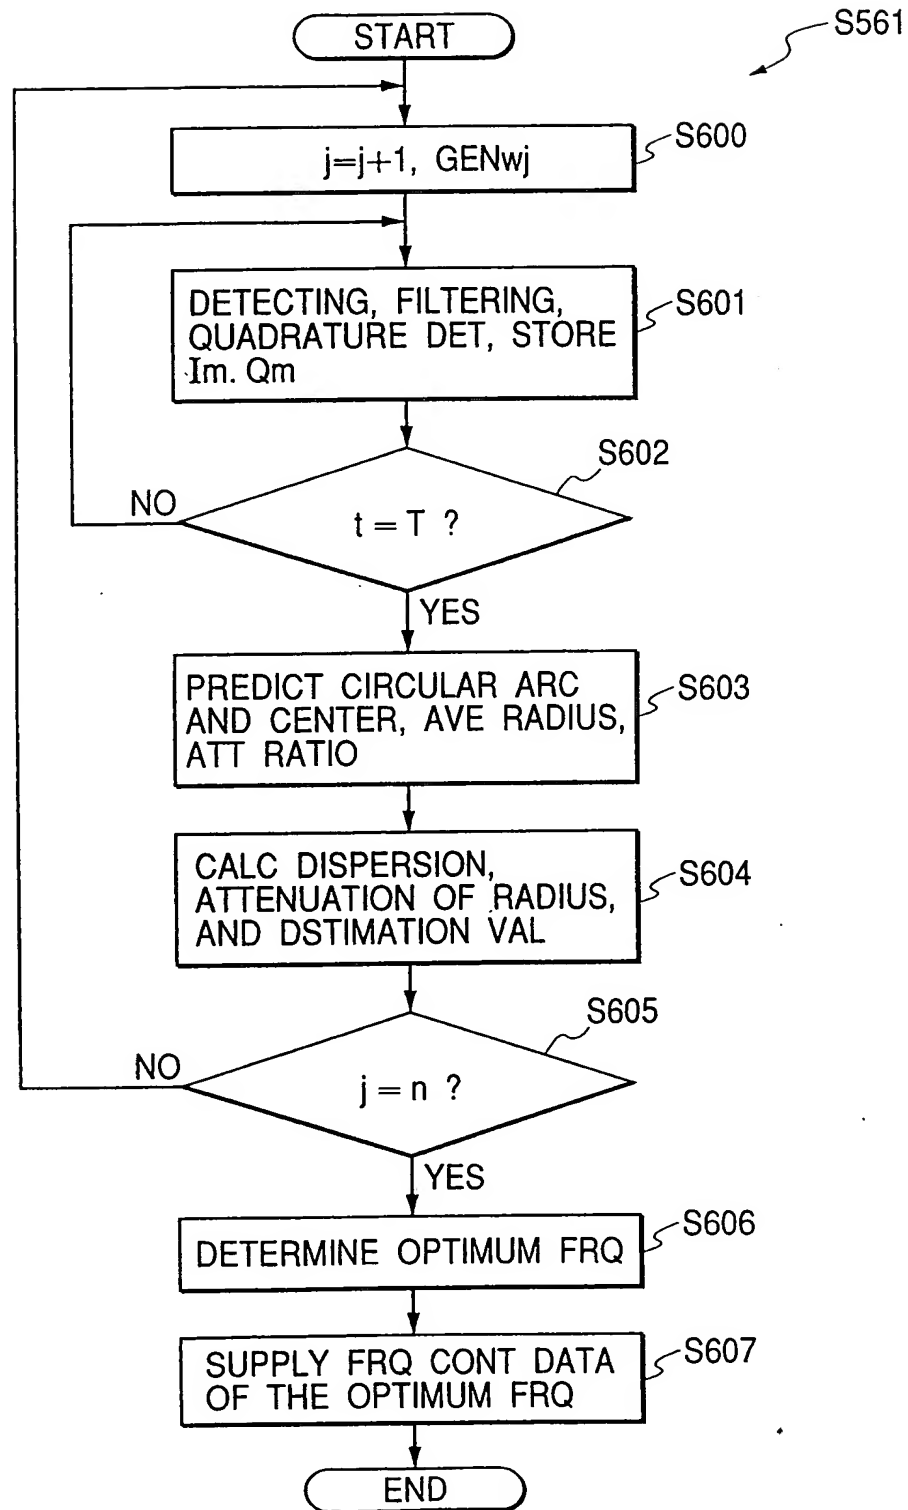 S561
START
j=j+1, GENwj
S600
DETECTING, FILTERING,
QUADRATURE DET, STORE
Im. Qm
S601
S602
NO
t = T ?
YES
PREDICT CIRCULAR ARC
AND CENTER, AVE RADIUS,
ATT RATIO
S603
CALC DISPERSION,
ATTENUATION OF RADIUS,
AND DSTIMATION VAL
S604
S605
NO
j = n ?
YES
DETERMINE OPTIMUM FRQ
S606
SUPPLY FRQ CONT DATA
OF THE OPTIMUM FRQ
S607
END